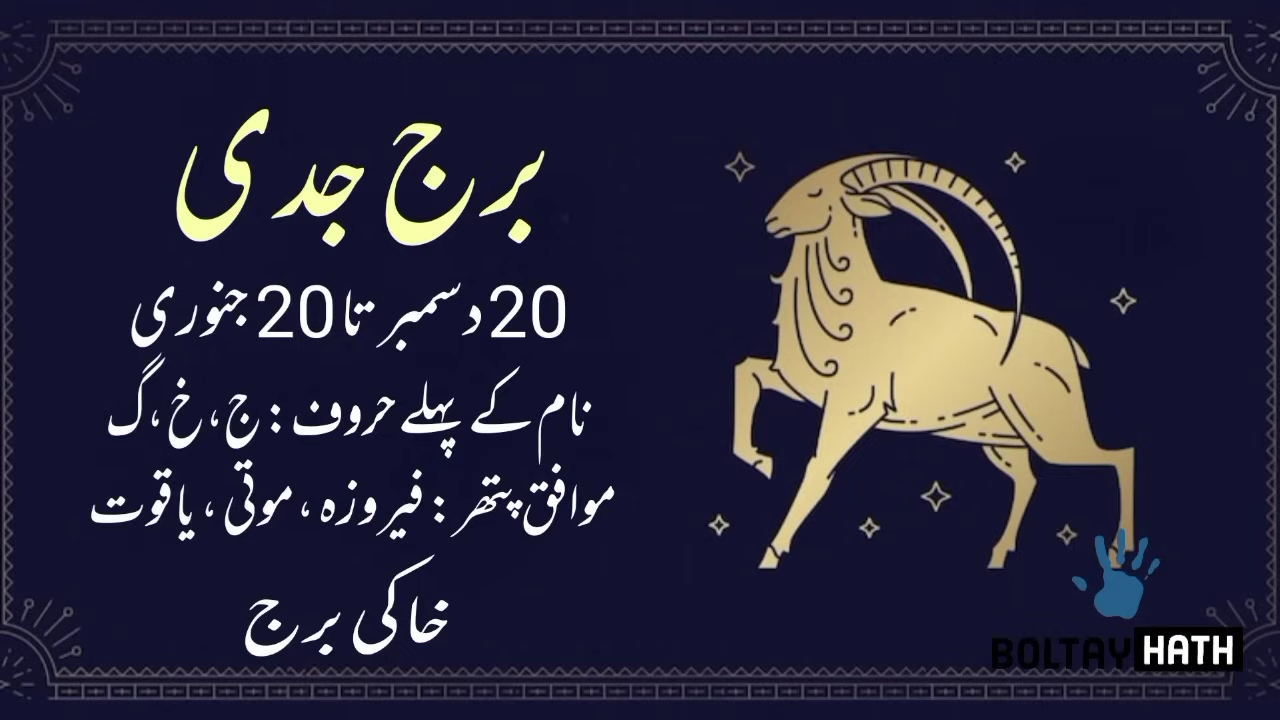 برج جدی
20 دسمبر تا 20 جنوری
نام کے پہلے حروف : ج، خ، گ
موافق پتھر : فیروزہ، موتی، یاقوت
خاکی برج
BOLTAY HATH